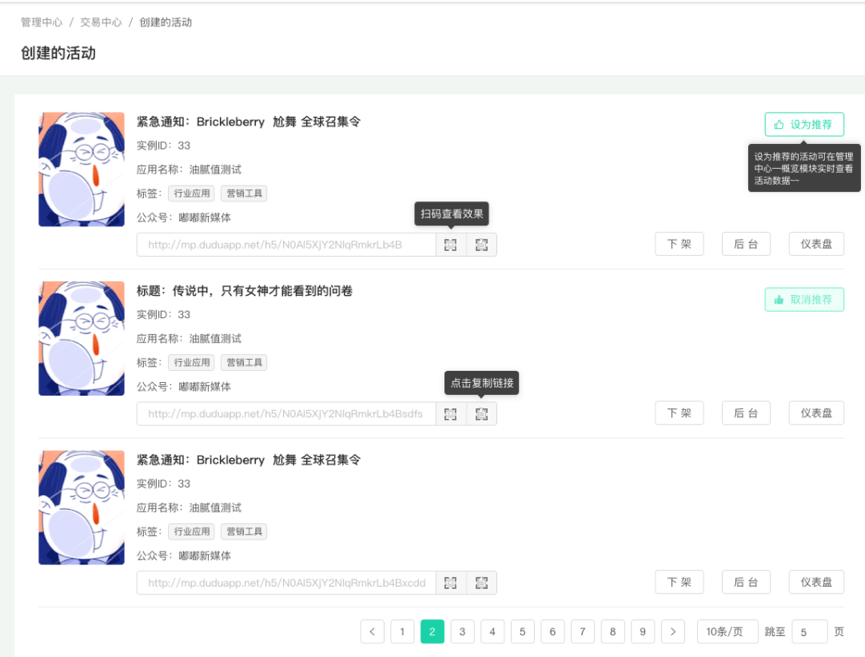 管理中心 / 交易中心 / 创建的活动
创建的活动
紧急通知：Brickleberry 尬舞 全球召集令
设为推荐
实例ID：33
设为推荐的活动可在管理
中心—概览模块实时查看
活动数据~~
应用名称：油腻值测试
标签：行业应用 营销工具
公众号：嘟嘟新媒体
扫码查看效果
http://mp.duduapp.net/h5/N0Al5XjY2NlqRmkrLb4B
下 架 后 台 仪表盘
标题：传说中，只有女神才能看到的问卷
取消推荐
实例ID：33
应用名称：油腻值测试
标签：行业应用 营销工具
公众号：嘟嘟新媒体
点击复制链接
http://mp.duduapp.net/h5/N0Al5XjY2NlqRmkrLb4Bsdfs
下 架 后 台 仪表盘
紧急通知：Brickleberry 尬舞 全球召集令
实例ID：33
应用名称：油腻值测试
标签：行业应用 营销工具
公众号：嘟嘟新媒体
http://mp.duduapp.net/h5/N0Al5XjY2NlqRmkrLb4Bxcdd
下 架 后 台 仪表盘
< 1 2 3 4 5 6 7 8 9 > 10条/页 跳至 5 页